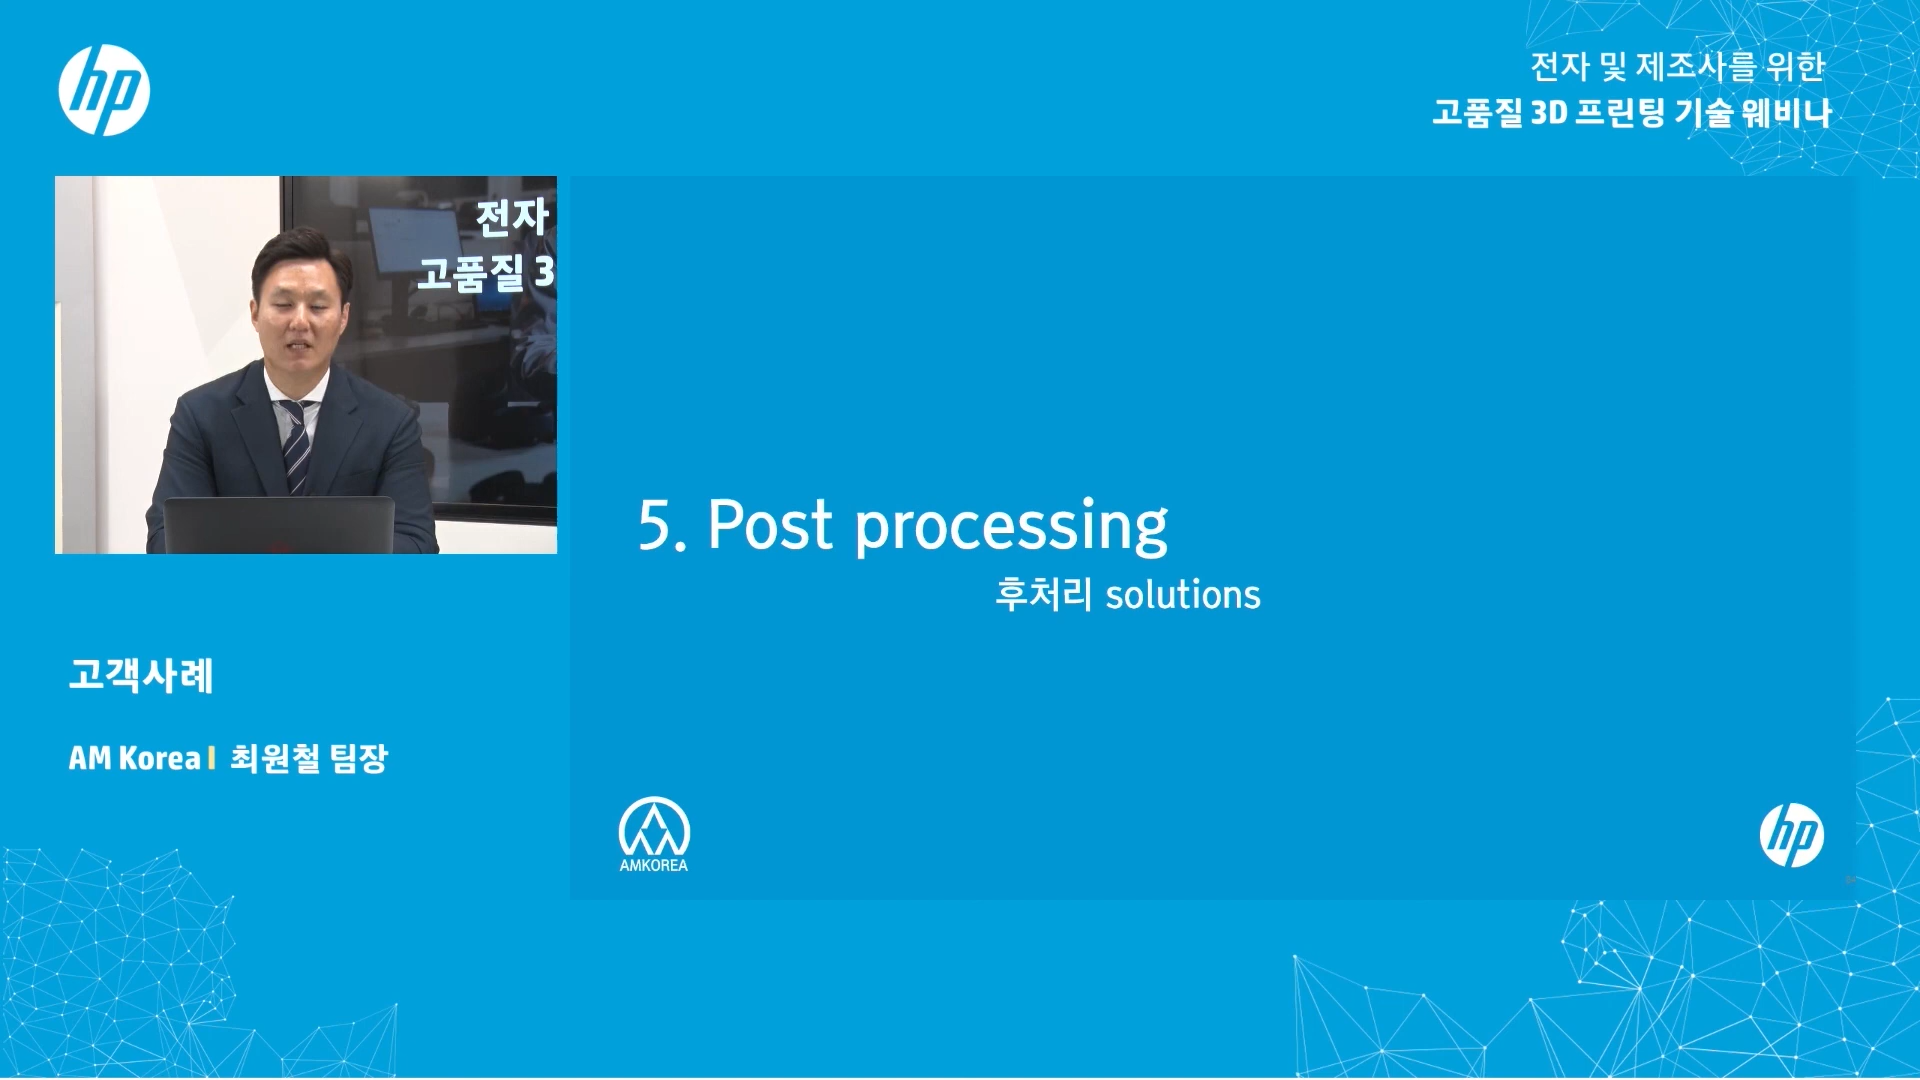 hp
전자 및 제조사를 위한
고품질 3D 프린팅 기술 웨비나
전자
고품질 3
5. Post processing
후처리 solutions
고객사례
AM Korea I 최원철 팀장
AMKOREA
hp